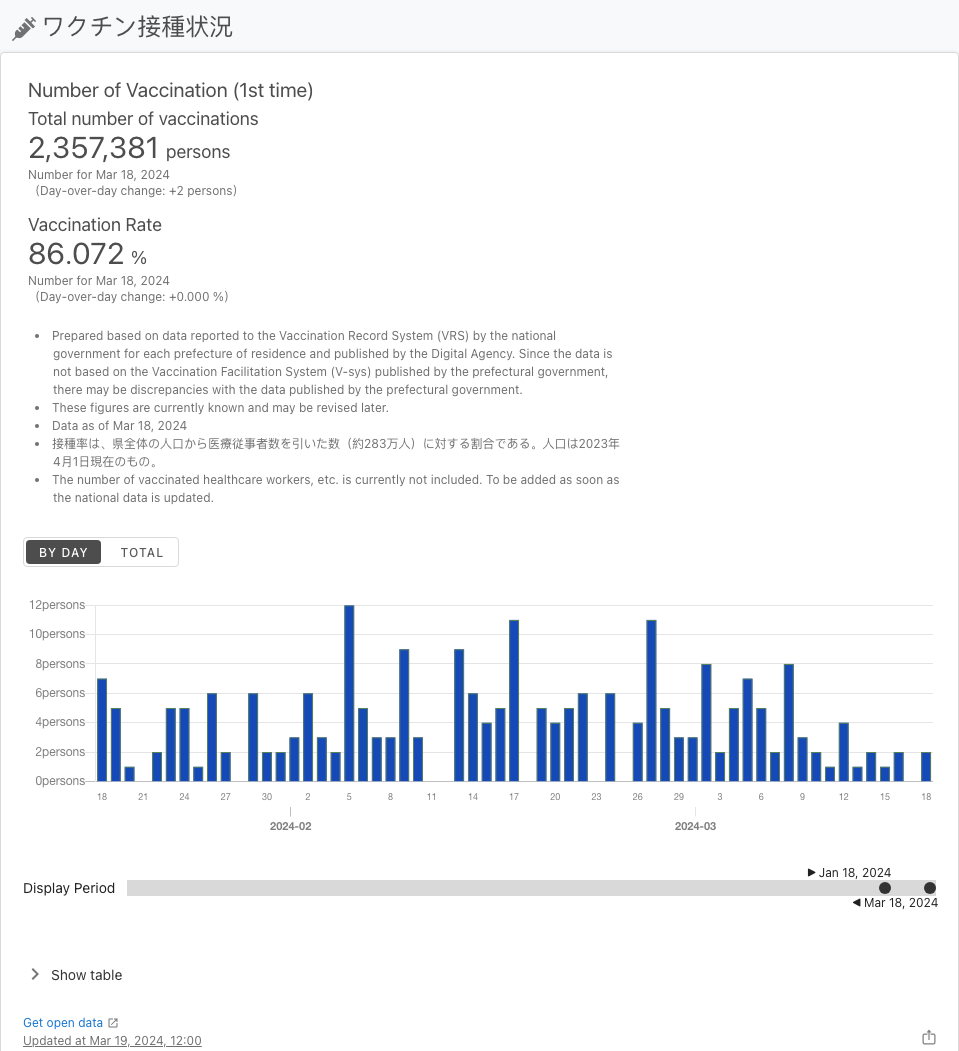 ワクチン接種状況
Number of Vaccination (1st time)
Total number of vaccinations
2,357,381 persons
Number for Mar 18, 2024
(Day-over-day change: +2 persons)
Vaccination Rate
86.072 %
Number for Mar 18, 2024
(Day-over-day change: +0.000 %)
• Prepared based on data reported to the Vaccination Record System (VRS) by the national
government for each prefecture of residence and published by the Digital Agency. Since the data is
not based on the Vaccination Facilitation System (V-sys) published by the prefectural government,
there may be discrepancies with the data published by the prefectural government.
• These figures are currently known and may be revised later.
• Data as of Mar 18, 2024
• 接種率は、県全体の人口から医療従事者数を引いた数（約283万人）に対する割合である。人口は2023年
4月1日現在のもの。
• The number of vaccinated healthcare workers, etc. is currently not included. To be added as soon as
the national data is updated.
BY DAY TOTAL
12persons
10persons
8persons
6persons
4persons
2persons
0persons
18 21 24 27 30 2 5 8 11 14 17 20 23 26 29 3 6 9 12 15 18
2024-02 2024-03
▶ Jan 18, 2024
Display Period
◀ Mar 18, 2024
Show table
Get open data
Updated at Mar 19, 2024, 12:00